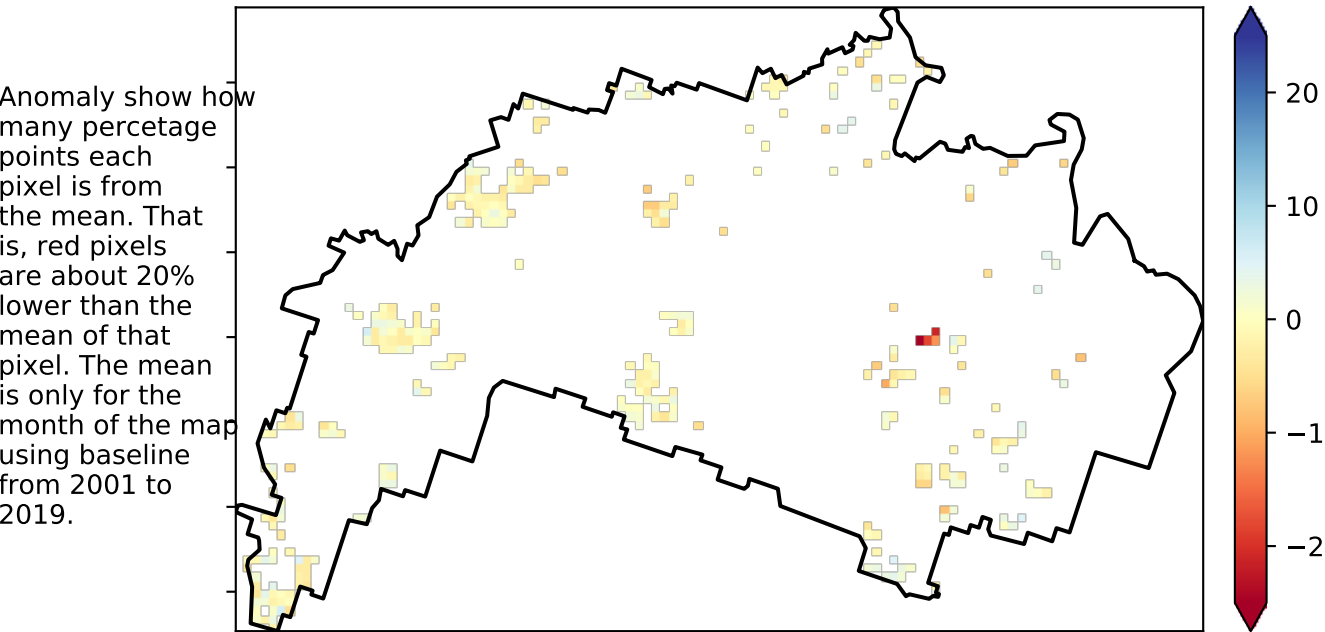 Anomaly show how
many percetage
points each
pixel is from
the mean. That
is, red pixels
are about 20%
lower than the
mean of that
pixel. The mean
is only for the
month of the map
using baseline
from 2001 to
2019.
20
10
0
−1
−2